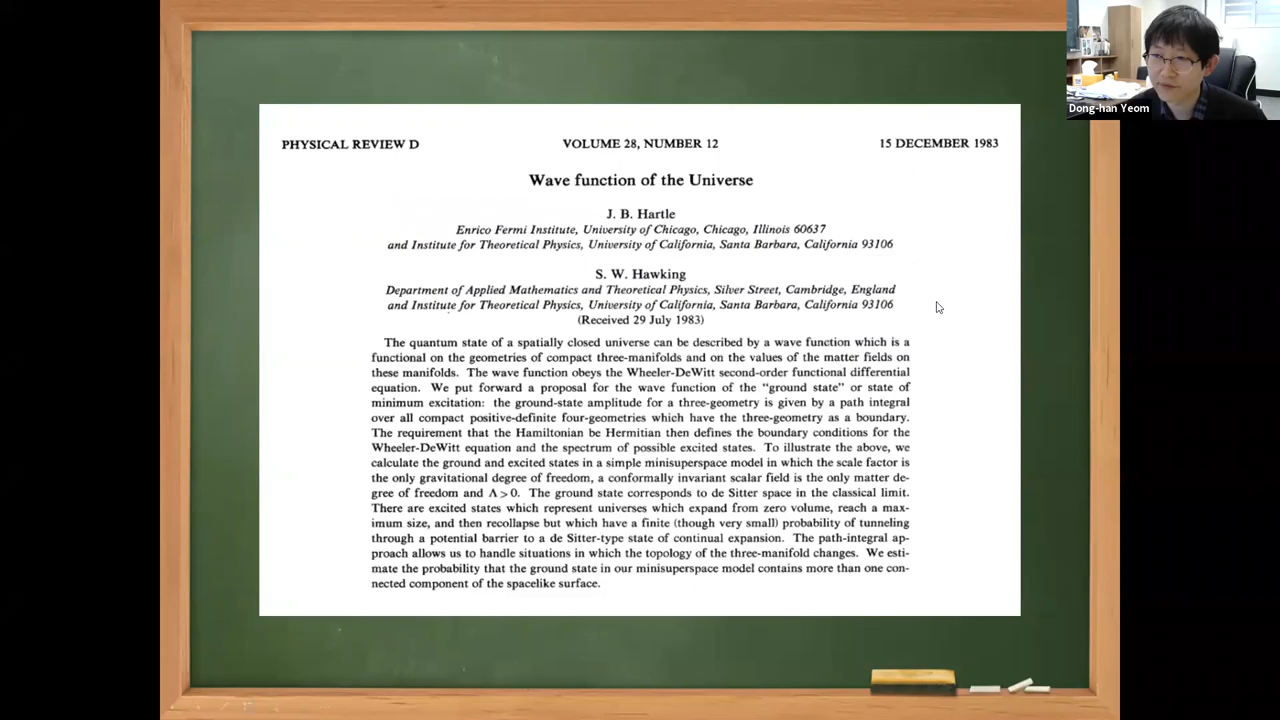 Dong-han Yeom
PHYSICAL REVIEW D VOLUME 28, NUMBER 12 15 DECEMBER 1983
Wave function of the Universe
J. B. Hartle
Enrico Fermi Institute, University of Chicago, Chicago, Illinois 60637
and Institute for Theoretical Physics, University of California, Santa Barbara, California 93106
S. W. Hawking
Department of Applied Mathematics and Theoretical Physics, Silver Street, Cambridge, England
and Institute for Theoretical Physics, University of California, Santa Barbara, California 93106
(Received 29 July 1983)
The quantum state of a spatially closed universe can be described by a wave function which is a
functional on the geometries of compact three-manifolds and on the values of the matter fields on
these manifolds. The wave function obeys the Wheeler-DeWitt second-order functional differential
equation. We put forward a proposal for the wave function of the "ground state" or state of
minimum excitation: the ground-state amplitude for a three-geometry is given by a path integral
over all compact positive-definite four-geometries which have the three-geometry as a boundary.
The requirement that the Hamiltonian be Hermitian then defines the boundary conditions for the
Wheeler-DeWitt equation and the spectrum of possible excited states. To illustrate the above, we
calculate the ground and excited states in a simple minisuperspace model in which the scale factor is
the only gravitational degree of freedom, a conformally invariant scalar field is the only matter de-
gree of freedom and Λ > 0. The ground state corresponds to de Sitter space in the classical limit.
There are excited states which represent universes which expand from zero volume, reach a max-
imum size, and then recollapse but which have a finite (though very small) probability of tunneling
through a potential barrier to a de Sitter-type state of continual expansion. The path-integral ap-
proach allows us to handle situations in which the topology of the three-manifold changes. We esti-
mate the probability that the ground state in our minisuperspace model contains more than one con-
nected component of the spacelike surface.